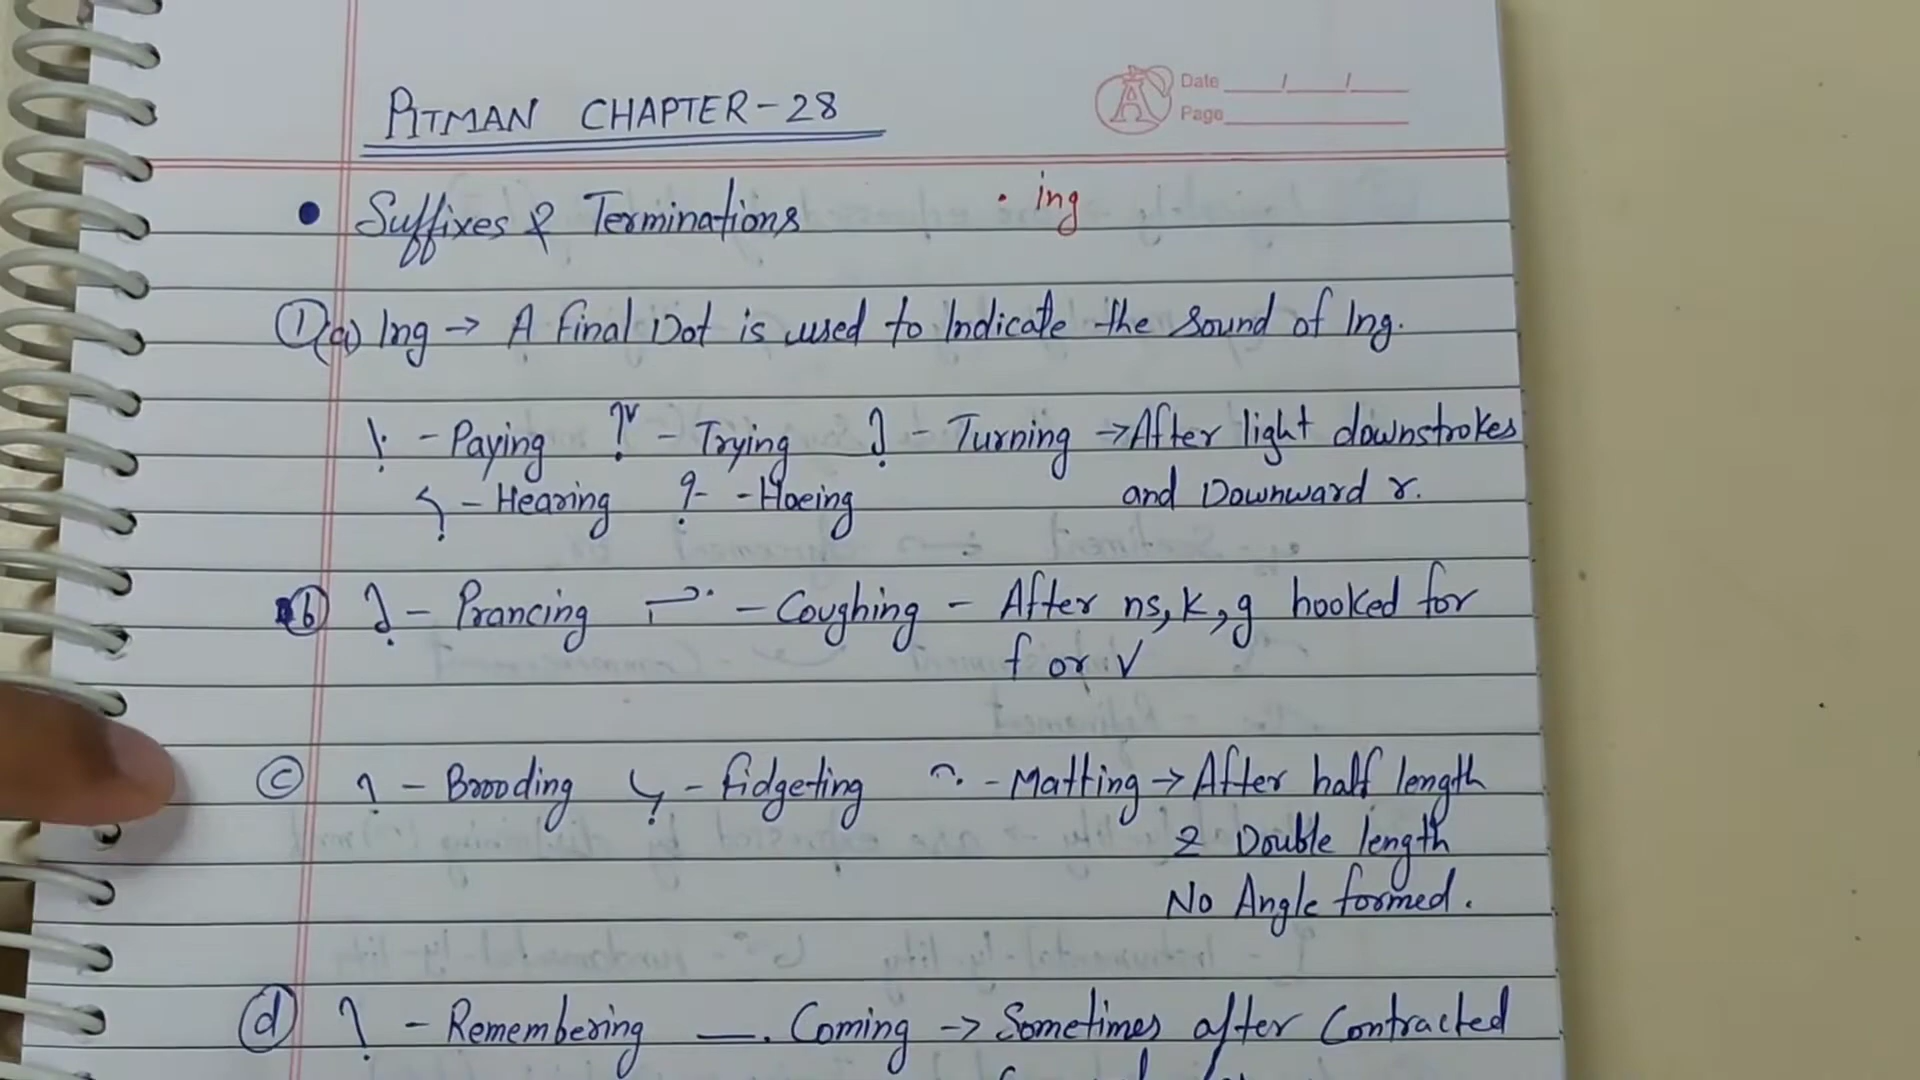 PITMAN CHAPTER-28
Date / /
Page
• Suffixes & Terminations . ing
① (a) Ing → A final Dot is used to Indicate the Sound of Ing.
- Paying - Trying - Turning → After light downstrokes
- Hearing - Hoeing and Downward r.
ⓑ - Prancing - Coughing - After ns, k, g hooked for
f or v
ⓒ - Brooding - fidgeting - Matting → After half length
& Double length
No Angle formed.
ⓓ - Remembering Coming → Sometimes after Contracted